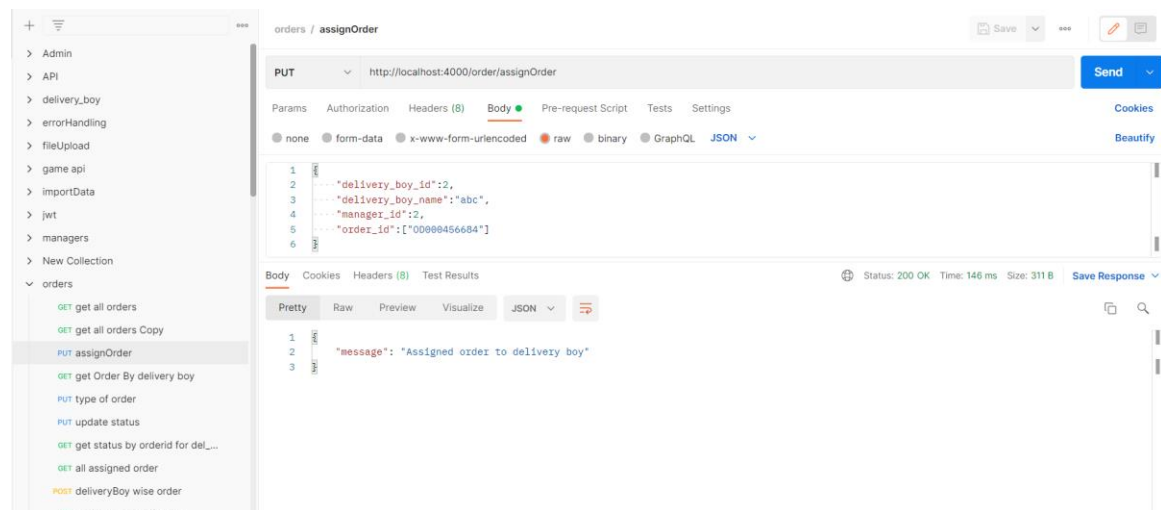 orders / assignOrder
Save
Admin
API
delivery_boy
errorHandling
fileUpload
game api
importData
jwt
managers
New Collection
orders
GET get all orders
GET get all orders Copy
PUT assignOrder
GET get Order By delivery boy
PUT type of order
PUT update status
GET get status by orderid for del_...
GET all assigned order
POST deliveryBoy wise order
PUT http://localhost:4000/order/assignOrder Send
Params Authorization Headers (8) Body Pre-request Script Tests Settings Cookies
none form-data x-www-form-urlencoded raw binary GraphQL JSON Beautify
1 {
2 "delivery_boy_id":2,
3 "delivery_boy_name":"abc",
4 "manager_id":2,
5 "order_id":["OD000456684"]
6 }
Body Cookies Headers (8) Test Results Status: 200 OK Time: 146 ms Size: 311 B Save Response
Pretty Raw Preview Visualize JSON
1 {
2 "message": "Assigned order to delivery boy"
3 }